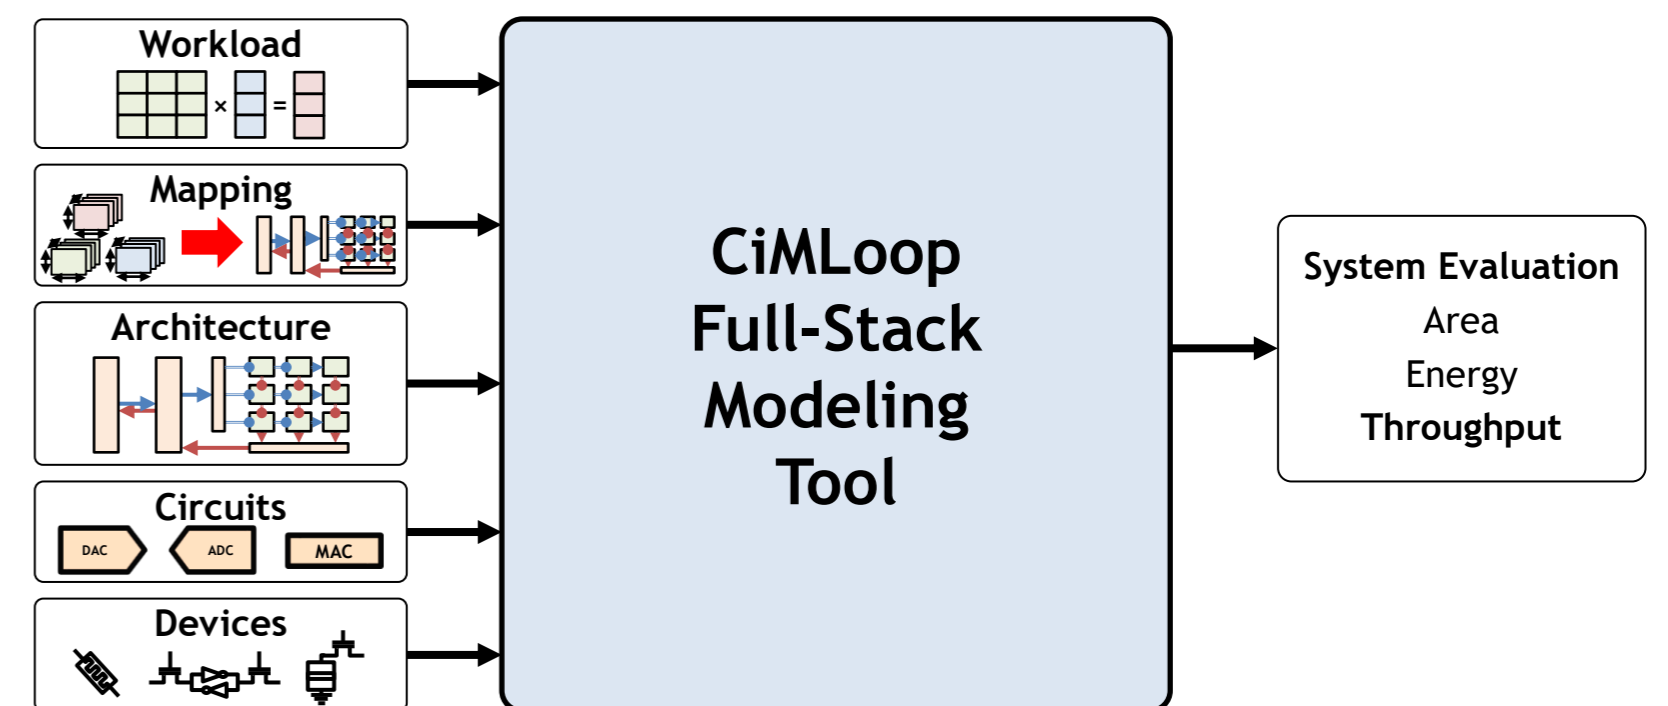 Workload
× =
Mapping
Architecture
Circuits
DAC ADC MAC
Devices
CiMLoop
Full-Stack
Modeling
Tool
System Evaluation
Area
Energy
Throughput